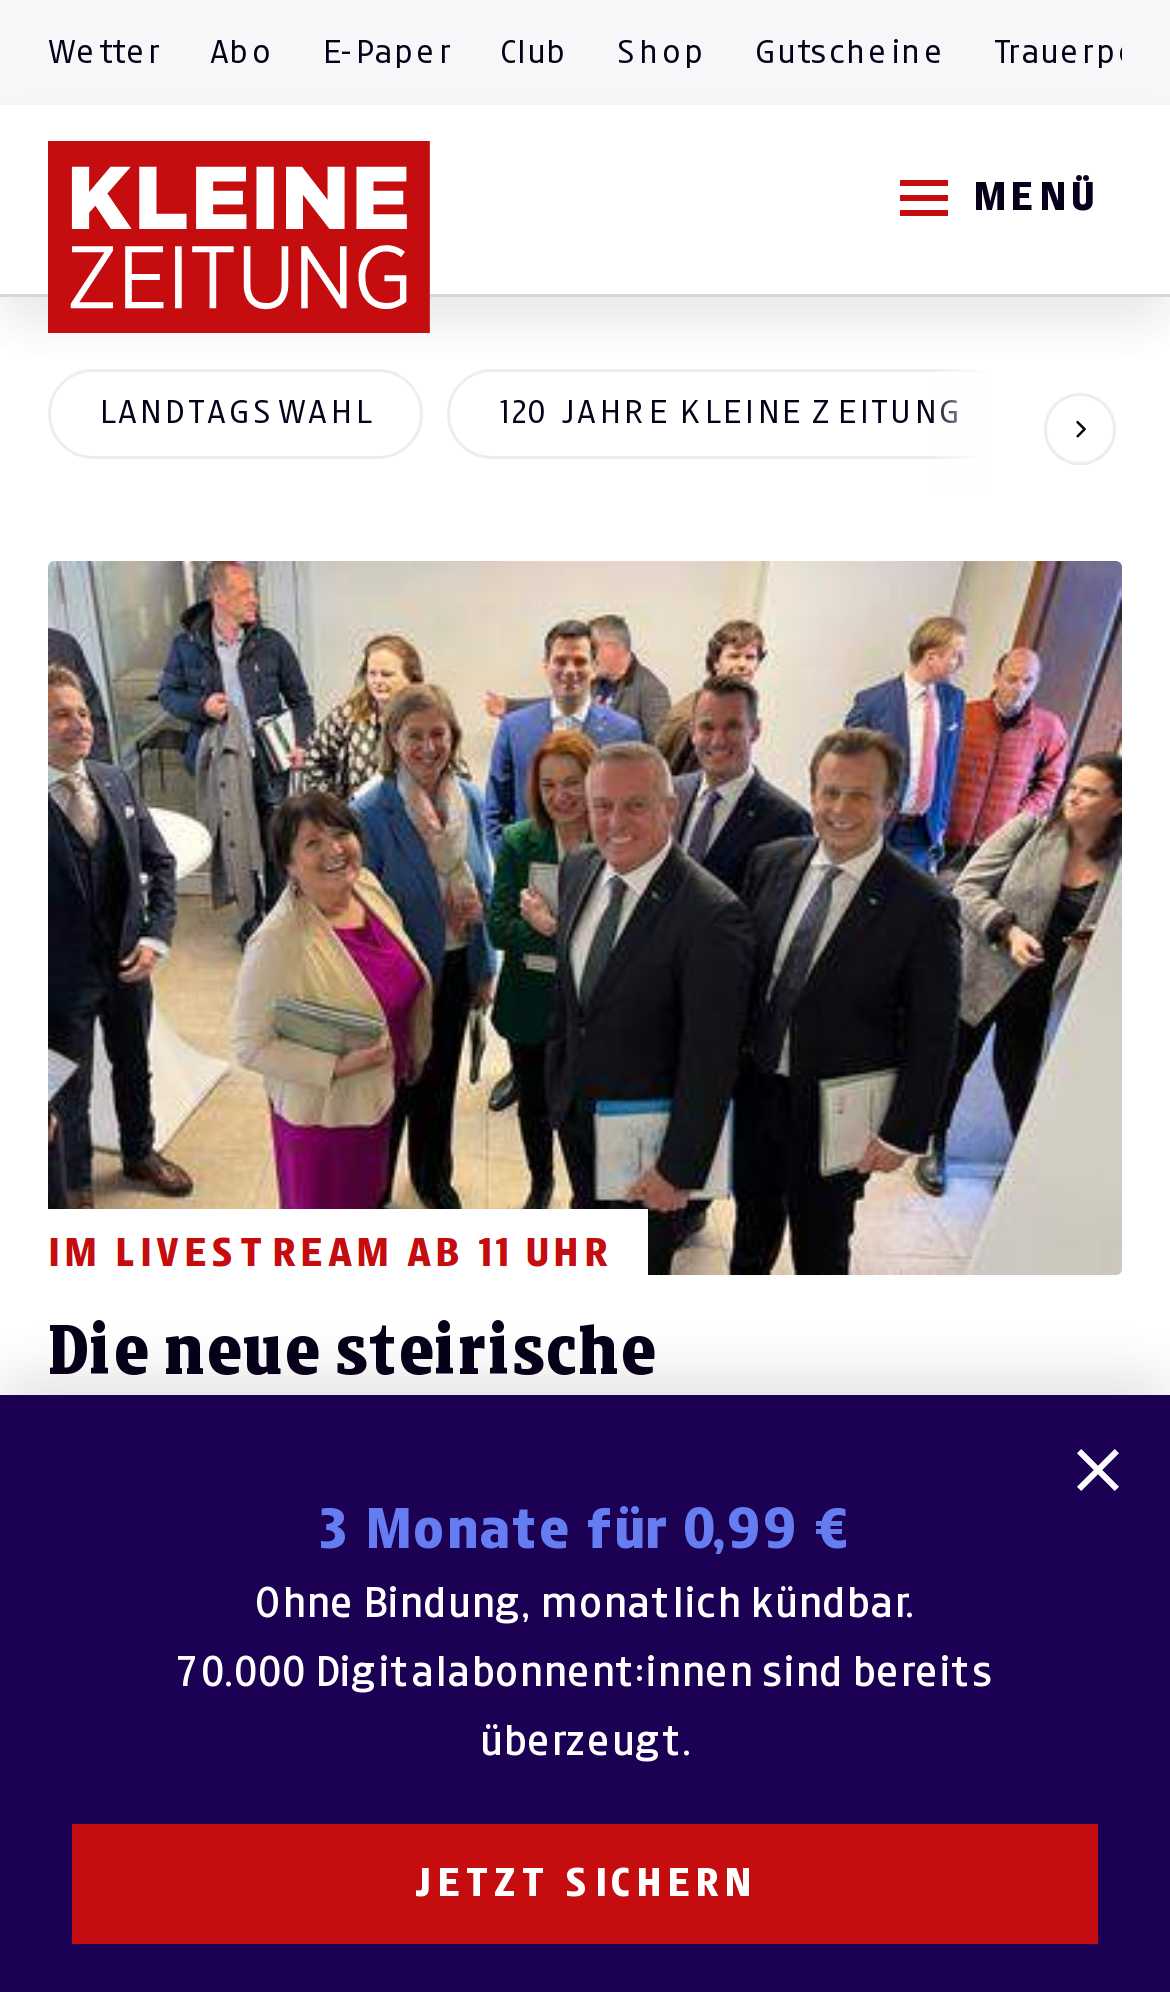 Wetter Abo E-Paper Club Shop Gutscheine
KLEINE
ZEITUNG
MENÜ
LANDTAGSWAHL 120 JAHRE KLEINE ZEITUNG
IM LIVESTREAM AB 11 UHR
Die neue steirische
3 Monate für 0,99 €
Ohne Bindung, monatlich kündbar.
70.000 Digitalabonnent:innen sind bereits
überzeugt.
JETZT SICHERN